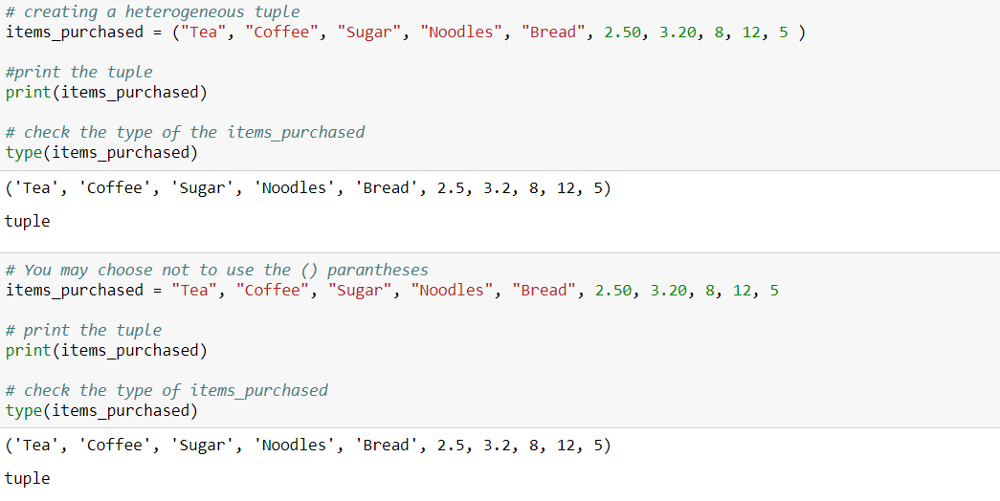 # creating a heterogeneous tuple
items_purchased = ("Tea", "Coffee", "Sugar", "Noodles", "Bread", 2.50, 3.20, 8, 12, 5 )
#print the tuple
print(items_purchased)
# check the type of the items_purchased
type(items_purchased)
('Tea', 'Coffee', 'Sugar', 'Noodles', 'Bread', 2.5, 3.2, 8, 12, 5)
tuple
# You may choose not to use the () parantheses
items_purchased = "Tea", "Coffee", "Sugar", "Noodles", "Bread", 2.50, 3.20, 8, 12, 5
# print the tuple
print(items_purchased)
# check the type of items_purchased
type(items_purchased)
('Tea', 'Coffee', 'Sugar', 'Noodles', 'Bread', 2.5, 3.2, 8, 12, 5)
tuple